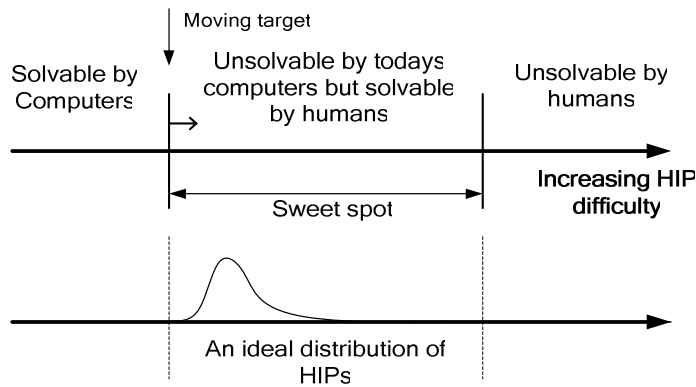 Moving target
Solvable by
Computers
Unsolvable by todays
computers but solvable
by humans
Unsolvable by
humans
Increasing HIP
difficulty
Sweet spot
An ideal distribution of
HIPs